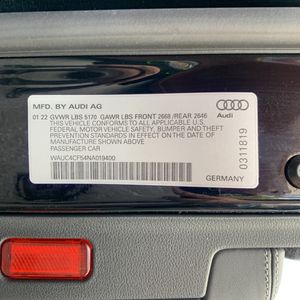 MFD. BY AUDI AG
01 22 GVWR LBS 5170 GAWR LBS FRONT 2668 /REAR 2646
THIS VEHICLE CONFORMS TO ALL APPLICABLE U.S.
FEDERAL MOTOR VEHICLE SAFETY, BUMPER AND THEFT
PREVENTION STANDARDS IN EFFECT ON THE DATE OF
MANUFACTURE SHOWN ABOVE
PASSENGER CAR
WAUC4CF54NA019400
Audi
0311819
GERMANY